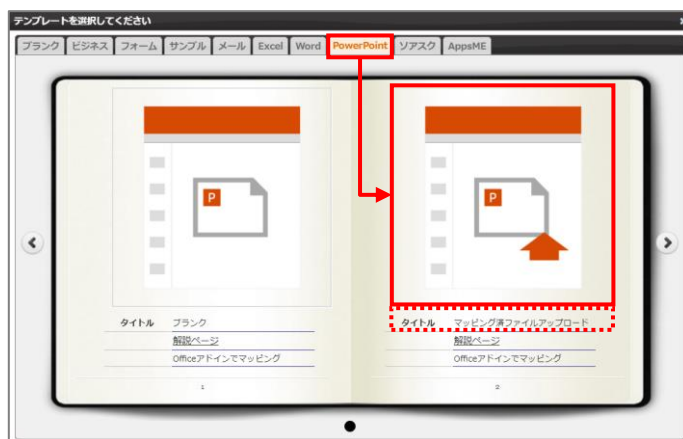 テンプレートを選択してください
ブランク ビジネス フォーム サンプル メール Excel Word PowerPoint ソアスク AppsME
P
P
タイトル ブランク
解説ページ
Officeアドインでマッピング
1
タイトル マッピング済ファイルアップロード
解説ページ
Officeアドインでマッピング
2